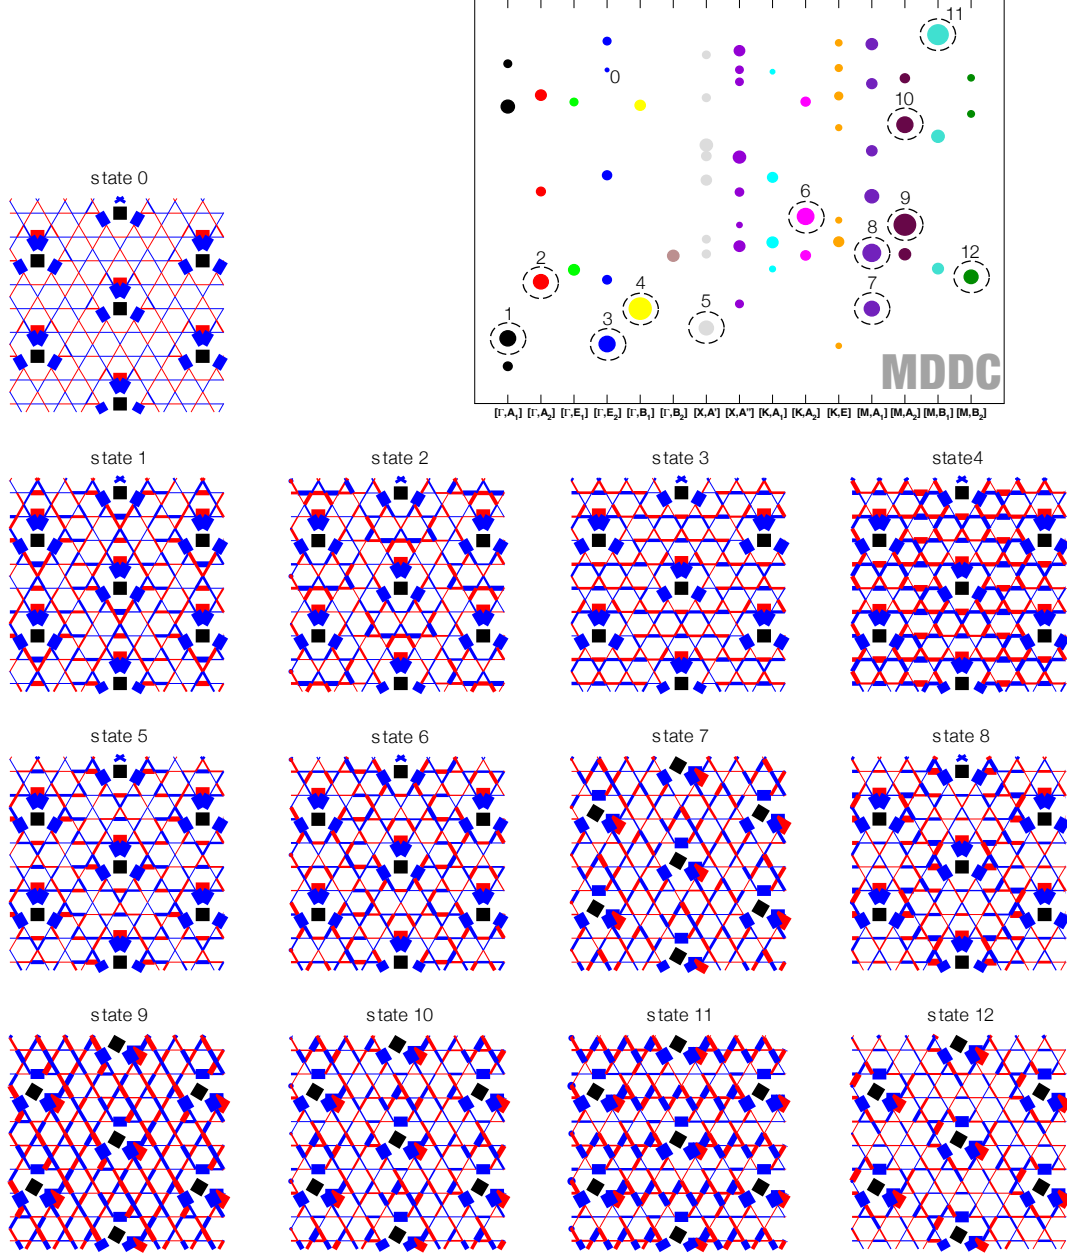 11
0
10
state 0
6
9
8
2
12
4
7
5
1
3
MDDC
[Γ,A1] [Γ,A2] [Γ,E1] [Γ,E2] [Γ,B1] [Γ,B2] [X,A'] [X,A''] [K,A1] [K,A2] [K,E] [M,A1] [M,A2] [M,B1] [M,B2]
state 1 state 2 state 3 state4
state 5 state 6 state 7 state 8
state 9 state 10 state 11 state 12